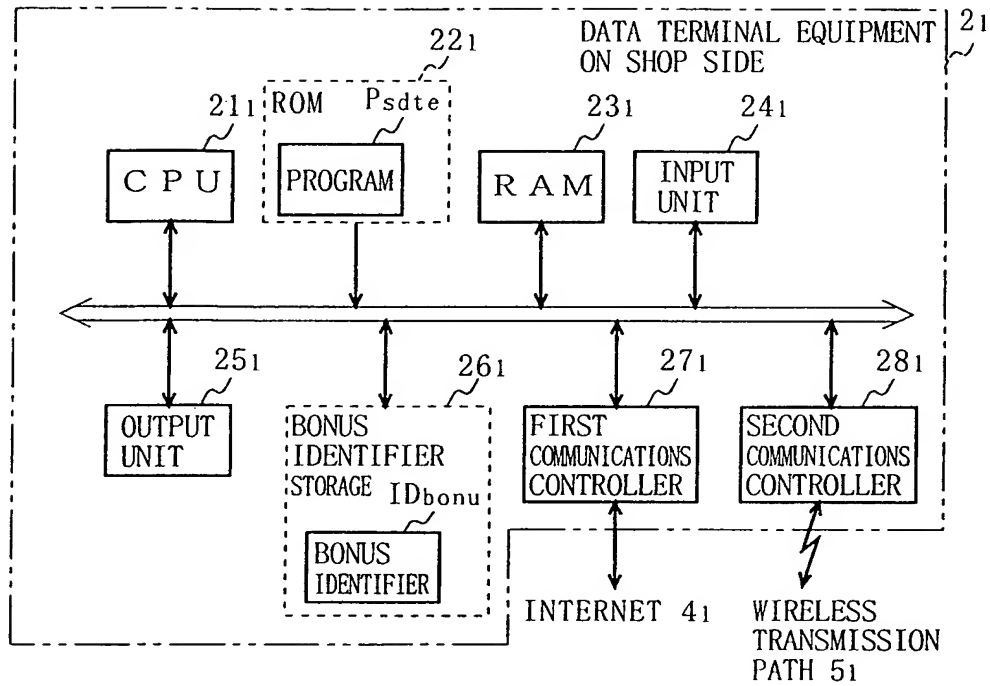 DATA TERMINAL EQUIPMENT
ON SHOP SIDE
21
221
ROM
Psdte
PROGRAM
211
CPU
231
RAM
241
INPUT
UNIT
251
OUTPUT
UNIT
261
BONUS
IDENTIFIER
STORAGE
IDbonu
BONUS
IDENTIFIER
271
FIRST
COMMUNICATIONS
CONTROLLER
281
SECOND
COMMUNICATIONS
CONTROLLER
INTERNET 41
WIRELESS
TRANSMISSION
PATH 51